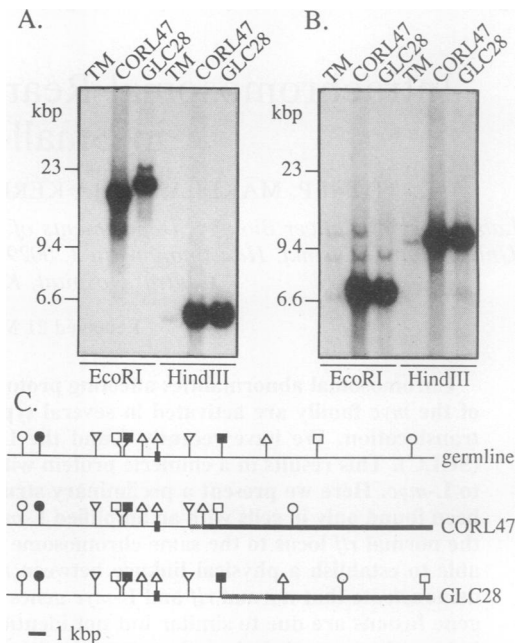 A.
TM CORL47 GLC28 TM CORL47 GLC28
kbp
23
9.4
6.6
EcoRI HindIII
B.
TM CORL47 GLC28 TM CORL47 GLC28
kbp
23
9.4
6.6
EcoRI HindIII
C.
germline
CORL47
GLC28
1 kbp